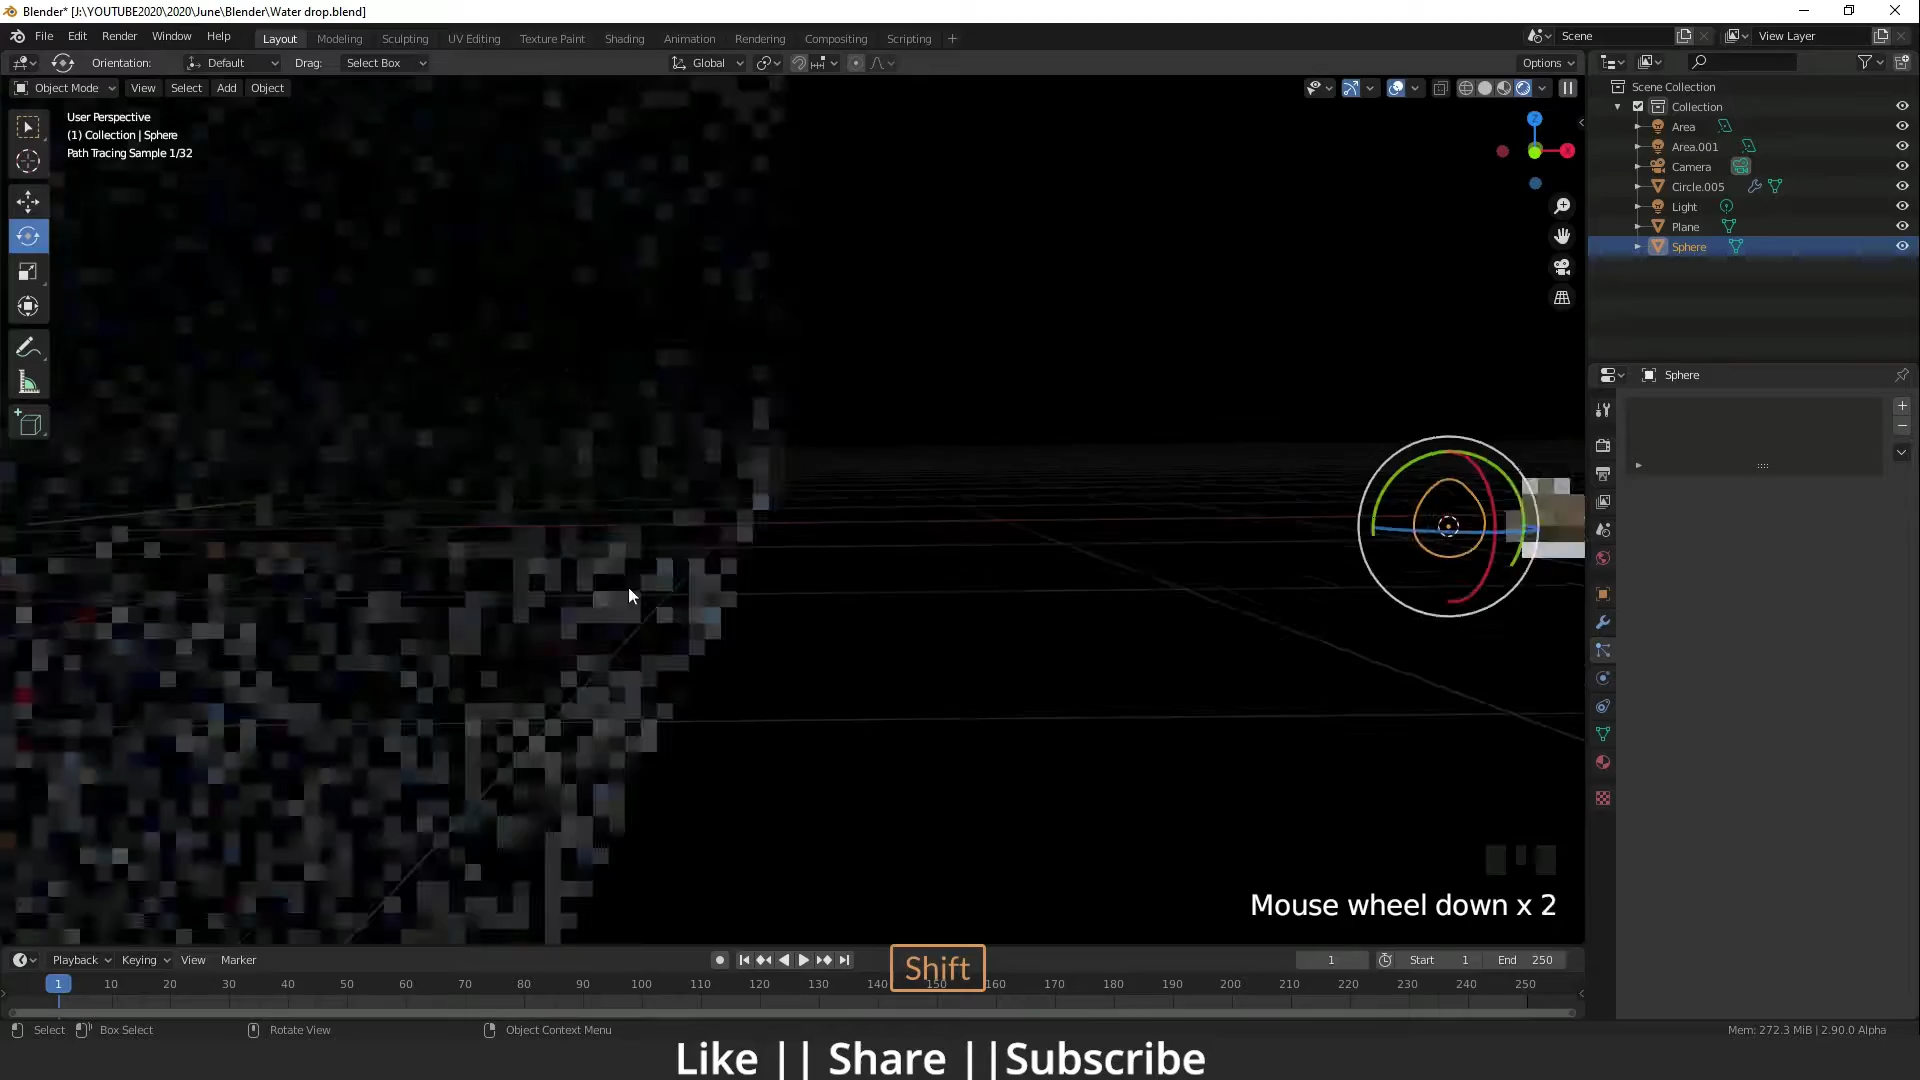 Blender* [J:\YOUTUBE2020\2020\June\Blender\Water drop.blend]
File Edit Render Window Help Layout Modeling Sculpting UV Editing Texture Paint Shading Animation Rendering Compositing Scripting + Scene View Layer
Orientation: Default Drag: Select Box Global Options
Object Mode View Select Add Object
User Perspective
(1) Collection | Sphere
Path Tracing Sample 1/32
Z
X
Scene Collection
Collection
Area
Area.001
Camera
Circle.005
Light
Plane
Sphere
Sphere
Mouse wheel down x 2
Playback Keying View Marker 1 Start 1 End 250
Shift
1 10 20 30 40 50 60 70 80 90 100 110 120 130 140 150 160 170 180 190 200 210 220 230 240 250
Select Box Select Rotate View Object Context Menu Mem: 272.3 MiB | 2.90.0 Alpha
Like || Share ||Subscribe